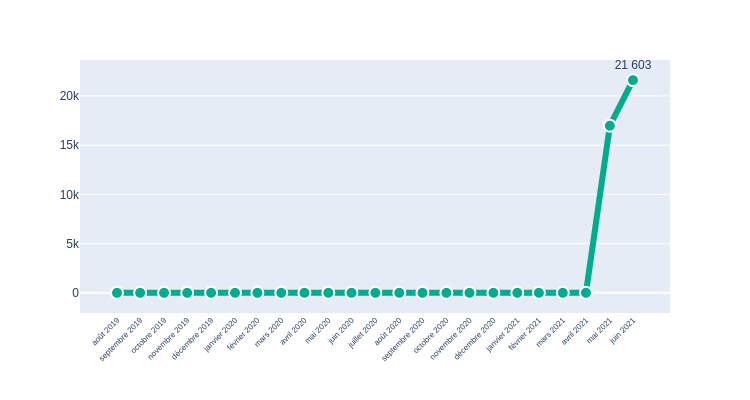 21 603
20k
15k
10k
5k
0
août 2019
septembre 2019
octobre 2019
novembre 2019
décembre 2019
janvier 2020
février 2020
mars 2020
avril 2020
mai 2020
juin 2020
juillet 2020
août 2020
septembre 2020
octobre 2020
novembre 2020
décembre 2020
janvier 2021
février 2021
mars 2021
avril 2021
mai 2021
juin 2021